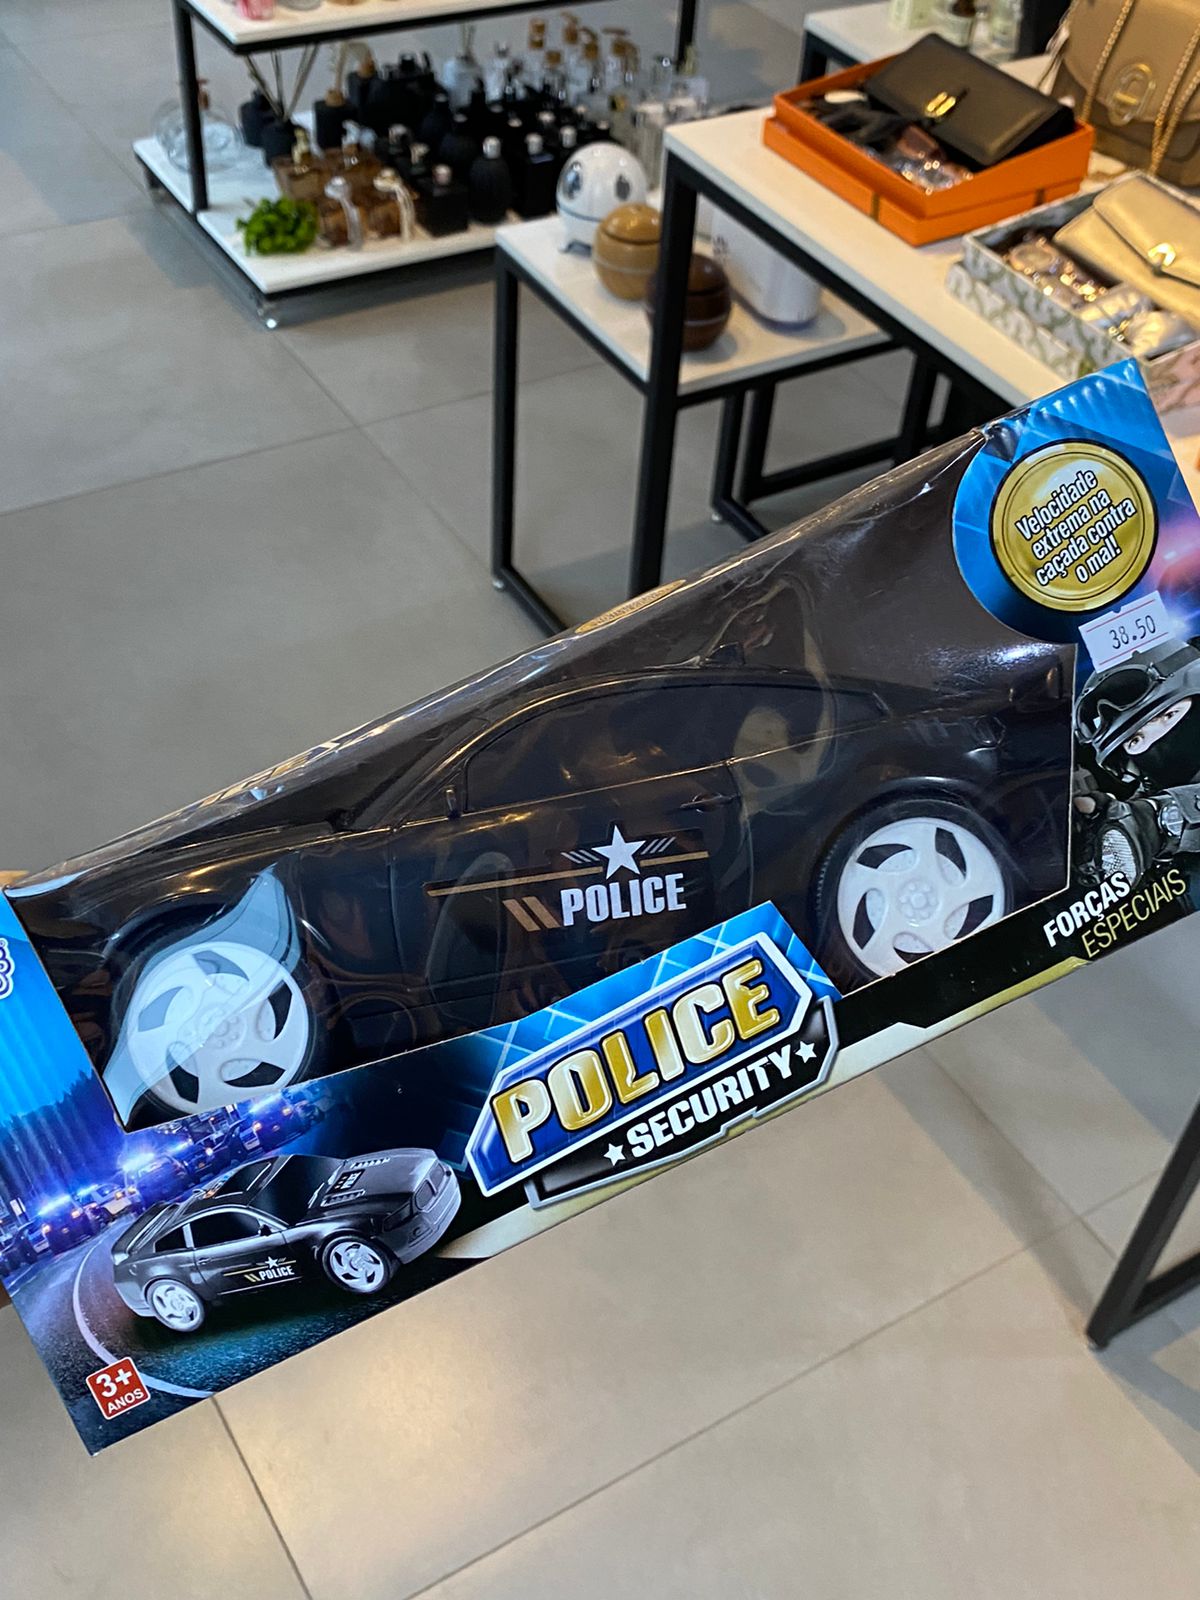 Velocidade
extrema na
caçada contra
o mal!
38.50
POLICE
FORÇAS
ESPECIAIS
POLICE
SECURITY
POLICE
3+
ANOS